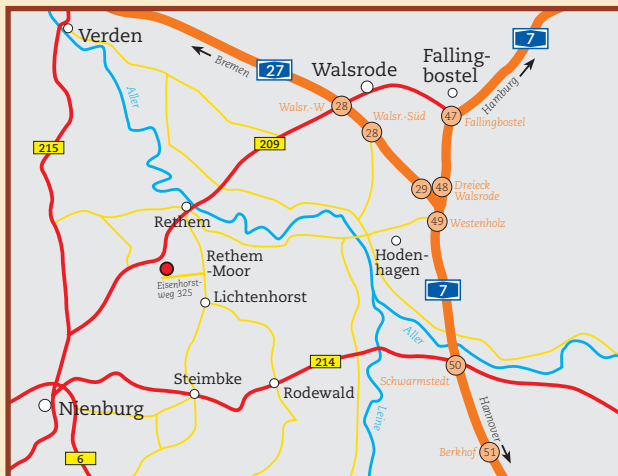 Verden
Bremen
27
Walsrode
Falling-
bostel
7
Hamburg
Aller
Walsr.-W.
28
Walsr.-Süd
28
47
Fallingbostel
215
209
29
48
Dreieck
Walsrode
49
Westenholz
Rethem
Rethem
-Moor
Eisenhorst-
weg 325
Hoden-
hagen
Lichtenhorst
7
Aller
214
50
Schwarmstedt
Steimbke
Rodewald
Nienburg
Leine
Hannover
6
Berkhof
51